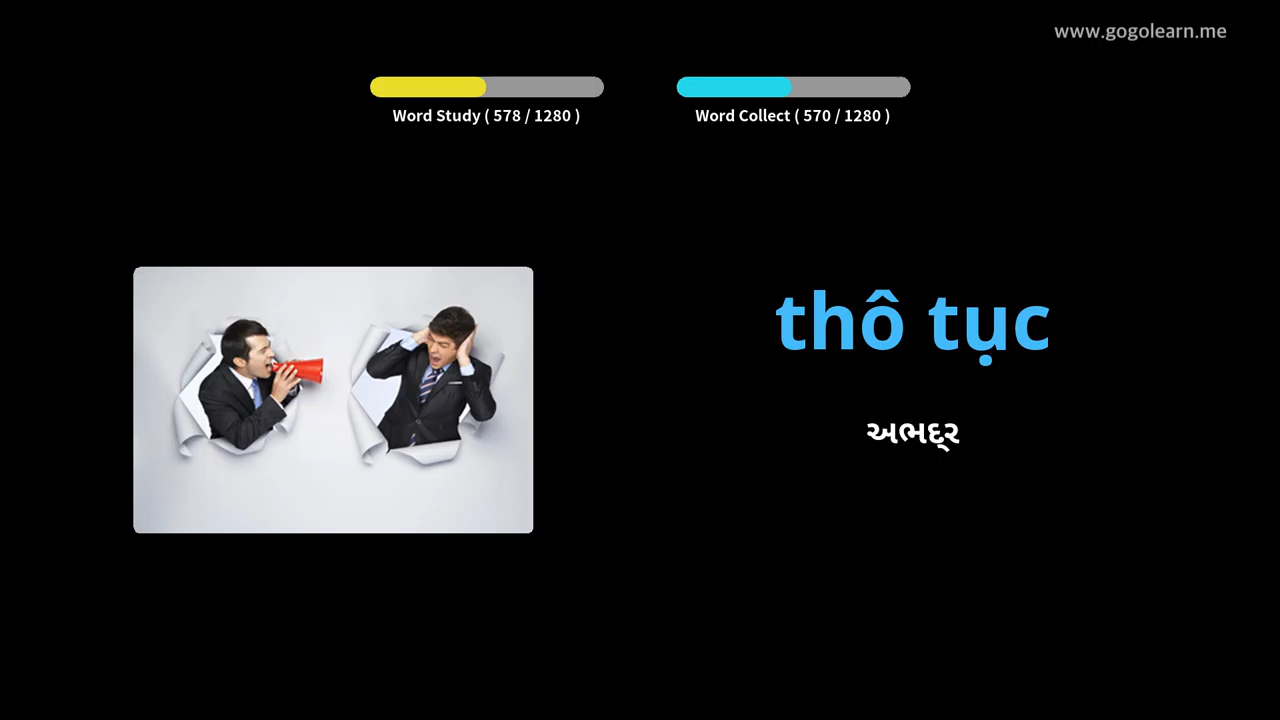 www.gogolearn.me
Word Study ( 578 / 1280 )
Word Collect ( 570 / 1280 )
thô tục
અભદ્ર